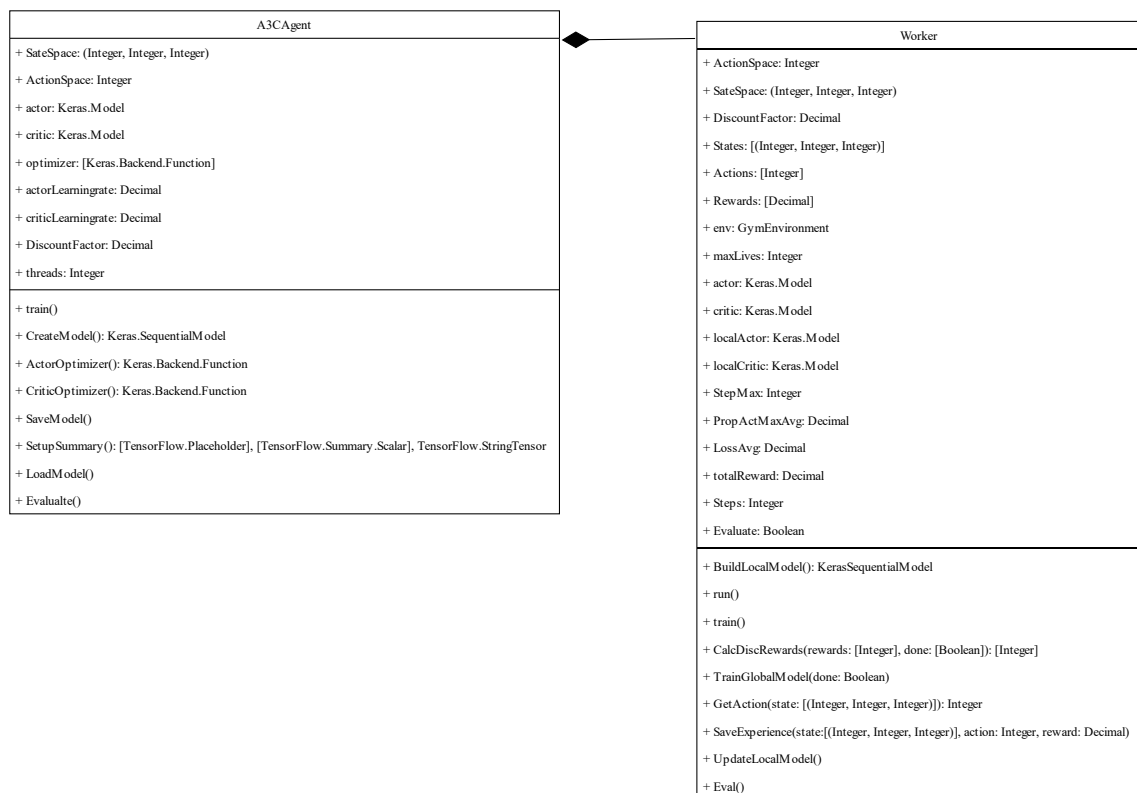 A3CAgent
+ SateSpace: (Integer, Integer, Integer)
+ ActionSpace: Integer
+ actor: Keras.Model
+ critic: Keras.Model
+ optimizer: [Keras.Backend.Function]
+ actorLearningrate: Decimal
+ criticLearningrate: Decimal
+ DiscountFactor: Decimal
+ threads: Integer
+ train()
+ CreateModel(): Keras.SequentialModel
+ ActorOptimizer(): Keras.Backend.Function
+ CriticOptimizer(): Keras.Backend.Function
+ SaveModel()
+ SetupSummary(): [TensorFlow.Placeholder], [TensorFlow.Summary.Scalar], TensorFlow.StringTensor
+ LoadModel()
+ Evalualte()
Worker
+ ActionSpace: Integer
+ SateSpace: (Integer, Integer, Integer)
+ DiscountFactor: Decimal
+ States: [(Integer, Integer, Integer)]
+ Actions: [Integer]
+ Rewards: [Decimal]
+ env: GymEnvironment
+ maxLives: Integer
+ actor: Keras.Model
+ critic: Keras.Model
+ localActor: Keras.Model
+ localCritic: Keras.Model
+ StepMax: Integer
+ PropActMaxAvg: Decimal
+ LossAvg: Decimal
+ totalReward: Decimal
+ Steps: Integer
+ Evaluate: Boolean
+ BuildLocalModel(): KerasSequentialModel
+ run()
+ train()
+ CalcDiscRewards(rewards: [Integer], done: [Boolean]): [Integer]
+ TrainGlobalModel(done: Boolean)
+ GetAction(state: [(Integer, Integer, Integer)]): Integer
+ SaveExperience(state:[(Integer, Integer, Integer)], action: Integer, reward: Decimal)
+ UpdateLocalModel()
+ Eval()